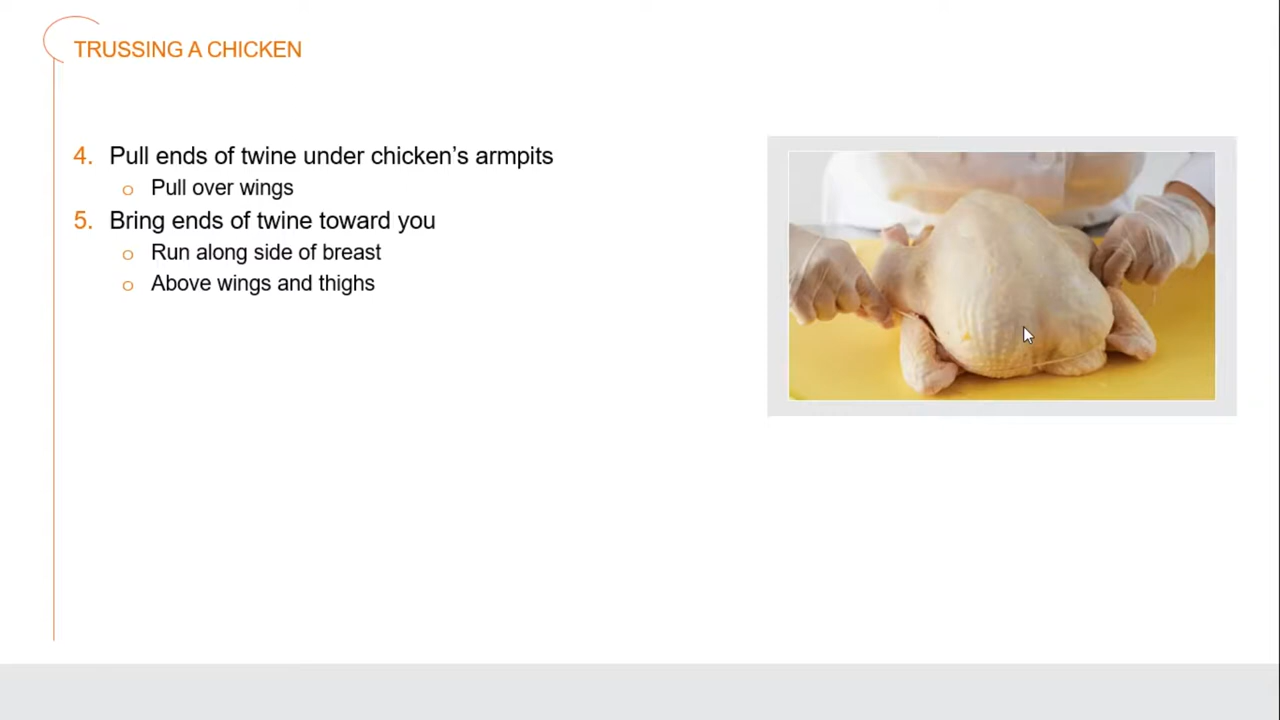 TRUSSING A CHICKEN
4. Pull ends of twine under chicken’s armpits
o Pull over wings
5. Bring ends of twine toward you
o Run along side of breast
o Above wings and thighs